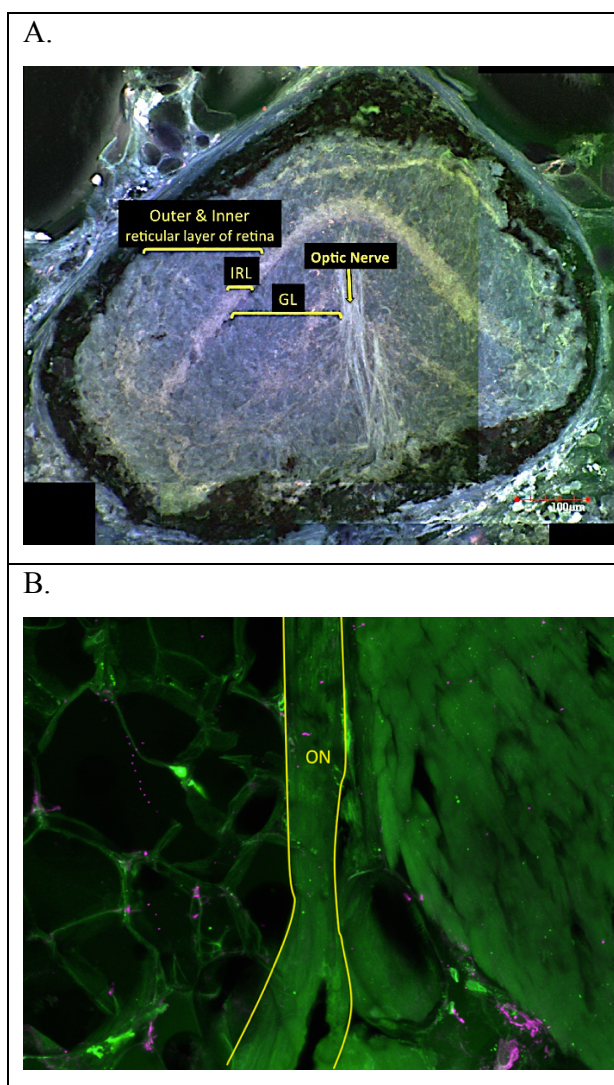 A.
Outer & Inner
reticular layer of retina
Optic Nerve
IRL
GL
100µm
B.
ON